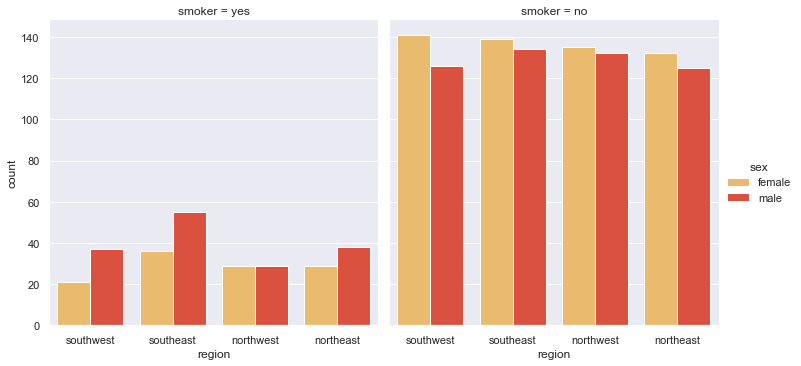 smoker = yes
smoker = no
140
120
100
80
60
40
20
0
count
southwest southeast northwest northeast
region
southwest southeast northwest northeast
region
sex
female
male